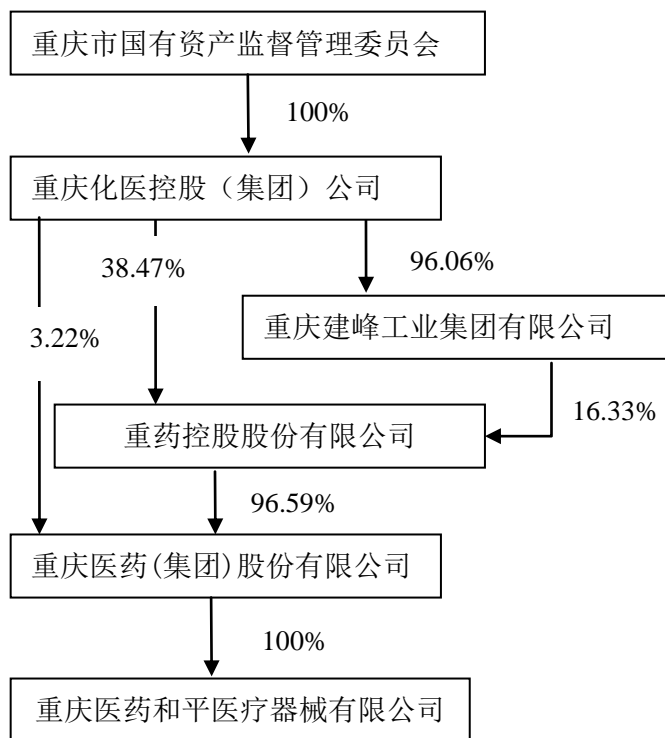 重庆市国有资产监督管理委员会
100%
重庆化医控股（集团）公司
38.47%
96.06%
3.22%
重庆建峰工业集团有限公司
16.33%
重药控股股份有限公司
96.59%
重庆医药(集团)股份有限公司
100%
重庆医药和平医疗器械有限公司